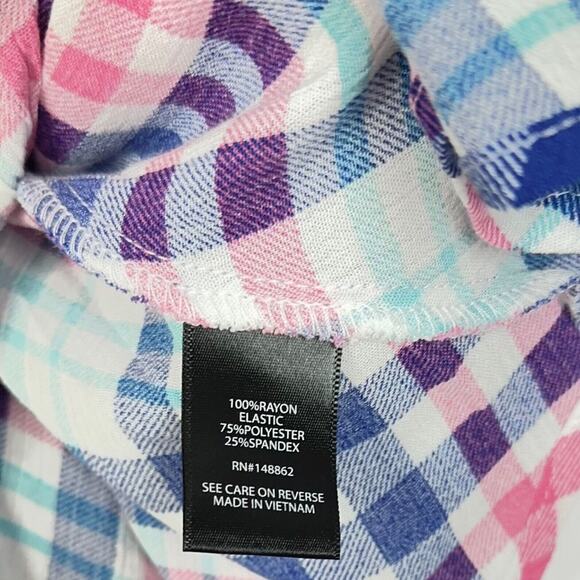 100%RAYON
ELASTIC
75%POLYESTER
25%SPANDEX
RN#148862
SEE CARE ON REVERSE
MADE IN VIETNAM